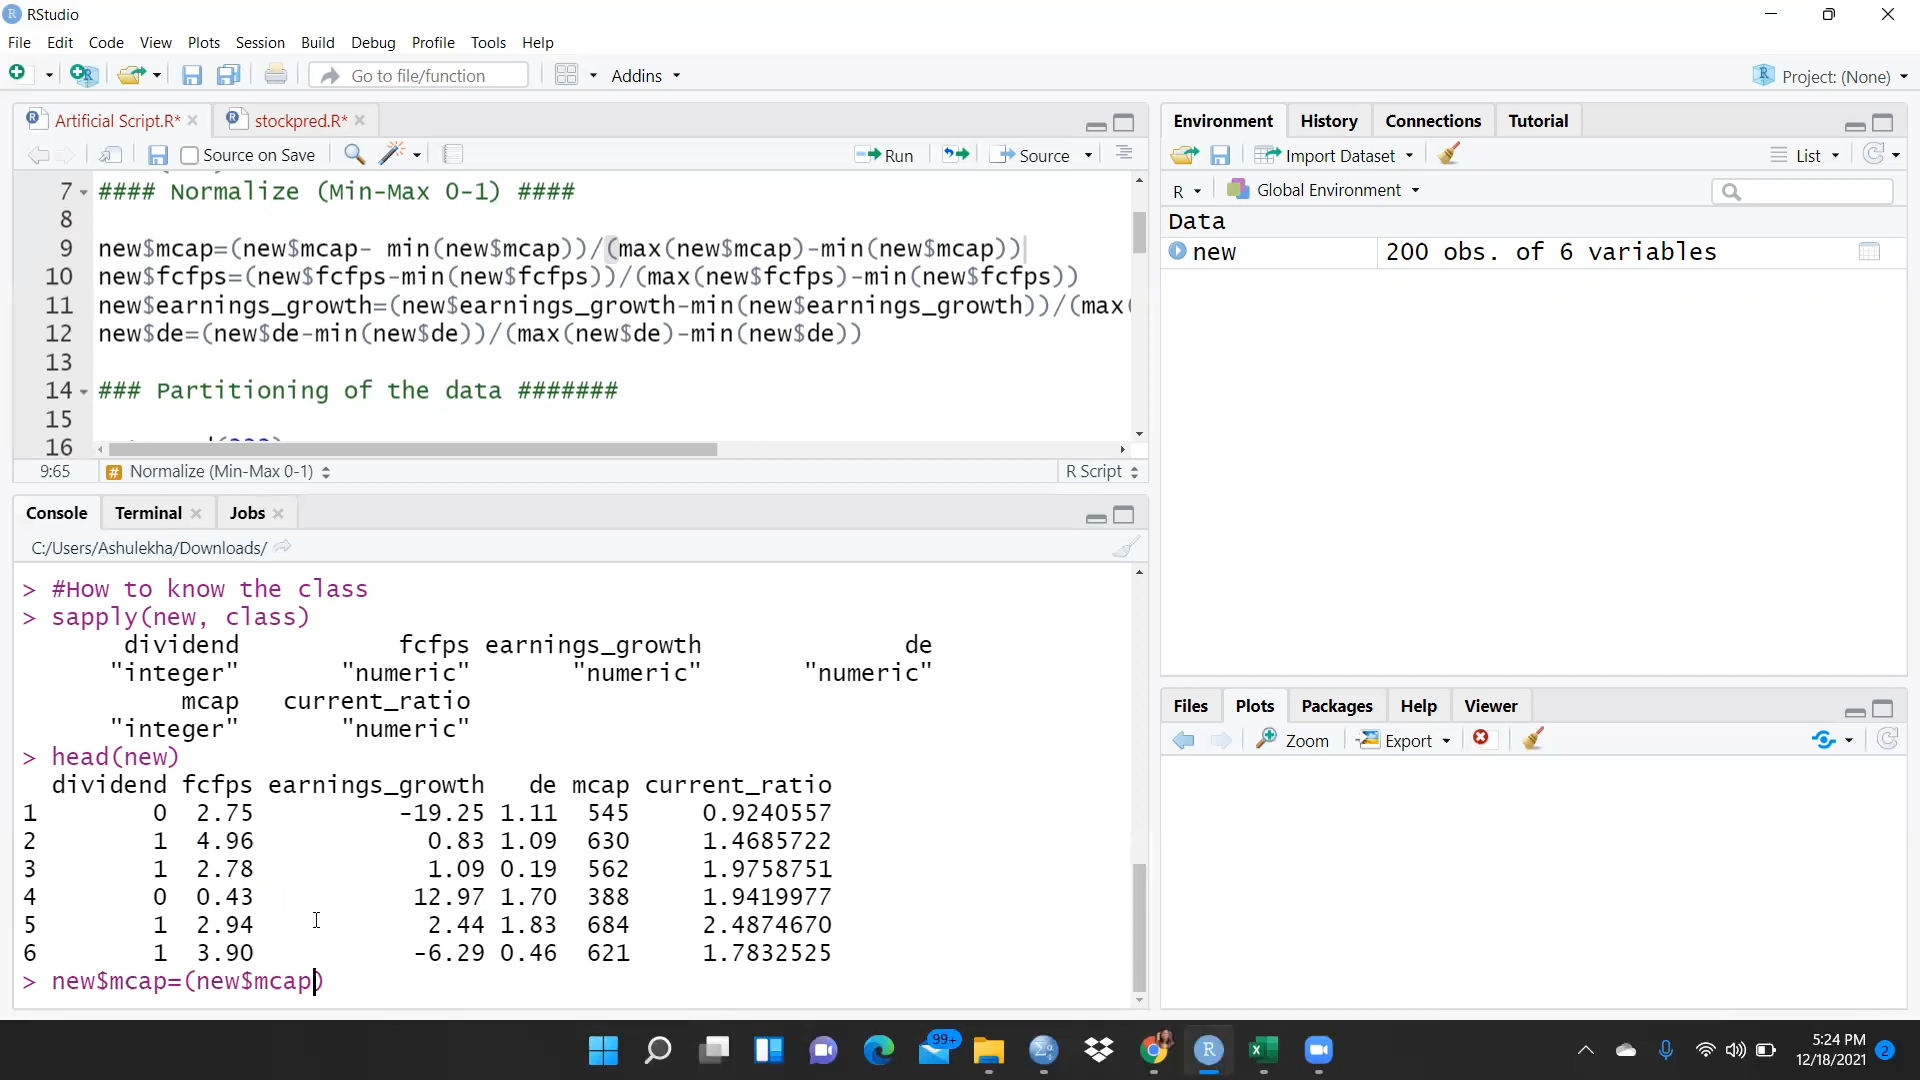 RStudio
File Edit Code View Plots Session Build Debug Profile Tools Help
Go to file/function Addins Project: (None)
Artificial Script.R* stockpred.R*
Source on Save Run Source
7 #### Normalize (Min-Max 0-1) ####
8
9 new$mcap=(new$mcap- min(new$mcap))/(max(new$mcap)-min(new$mcap))
10 new$fcfps=(new$fcfps-min(new$fcfps))/(max(new$fcfps)-min(new$fcfps))
11 new$earnings_growth=(new$earnings_growth-min(new$earnings_growth))/(max(
12 new$de=(new$de-min(new$de))/(max(new$de)-min(new$de))
13
14 ### Partitioning of the data #######
15
16
9:65 # Normalize (Min-Max 0-1) R Script
Console Terminal Jobs
C:/Users/Ashulekha/Downloads/
> #How to know the class
> sapply(new, class)
dividend fcfps earnings_growth de
"integer" "numeric" "numeric" "numeric"
mcap current_ratio
"integer" "numeric"
> head(new)
dividend fcfps earnings_growth de mcap current_ratio
1 0 2.75 -19.25 1.11 545 0.9240557
2 1 4.96 0.83 1.09 630 1.4685722
3 1 2.78 1.09 0.19 562 1.9758751
4 0 0.43 12.97 1.70 388 1.9419977
5 1 2.94 2.44 1.83 684 2.4874670
6 1 3.90 -6.29 0.46 621 1.7832525
> new$mcap=(new$mcap)
Environment History Connections Tutorial
Import Dataset List
R Global Environment
Data
new 200 obs. of 6 variables
Files Plots Packages Help Viewer
Zoom Export
99+
5:24 PM
12/18/2021 2